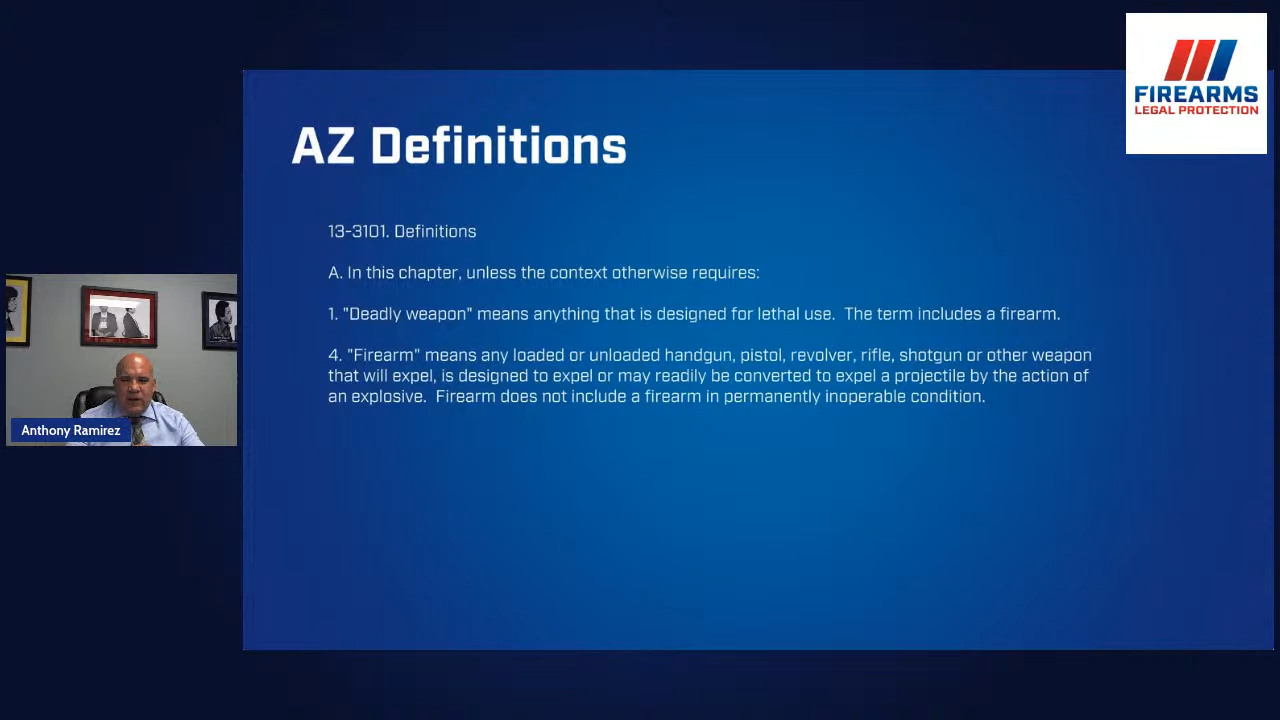 FIREARMS
LEGAL PROTECTION
AZ Definitions
13-3101. Definitions
A. In this chapter, unless the context otherwise requires:
1. "Deadly weapon" means anything that is designed for lethal use.  The term includes a firearm.
4. "Firearm" means any loaded or unloaded handgun, pistol, revolver, rifle, shotgun or other weapon
that will expel, is designed to expel or may readily be converted to expel a projectile by the action of
an explosive.  Firearm does not include a firearm in permanently inoperable condition.
Anthony Ramirez